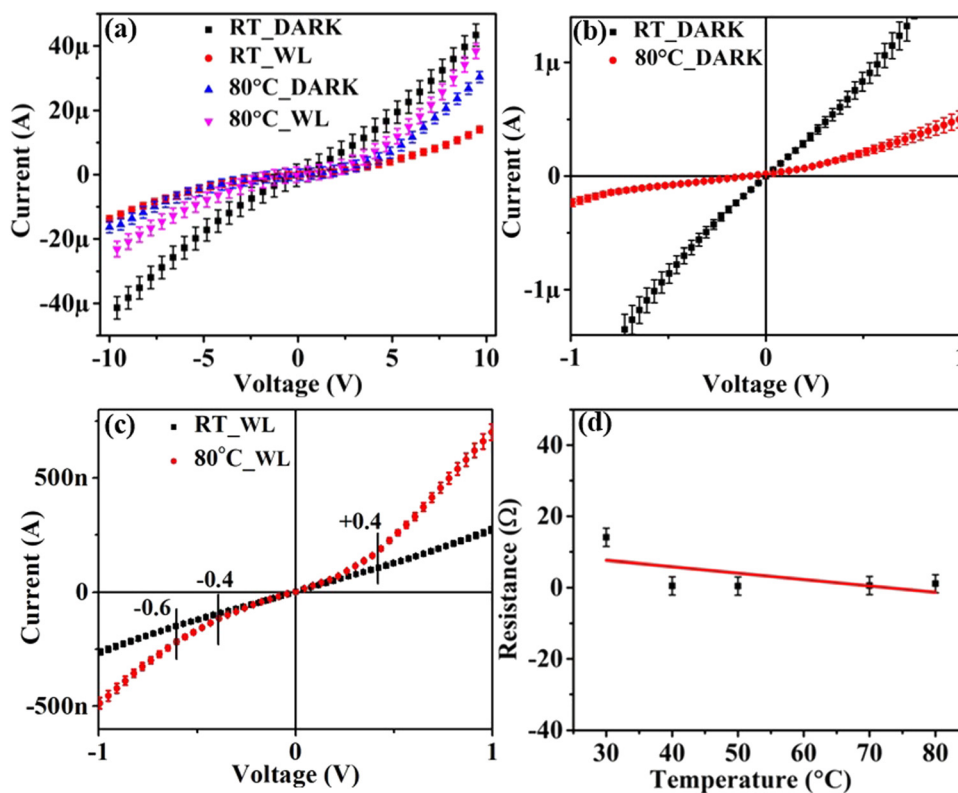 (a)
RT_DARK
RT_WL
80°C_DARK
80°C_WL
40µ
20µ
0
-20µ
-40µ
-10
-5
0
5
10
Current (A)
Voltage (V)
(b)
RT_DARK
80°C_DARK
1µ
0
-1µ
-1
0
1
Current (A)
Voltage (V)
(c)
RT_WL
80°C_WL
500n
0
-500n
+0.4
-0.4
-0.6
-1
0
1
Current (A)
Voltage (V)
(d)
40
20
0
-20
-40
30
40
50
60
70
80
Resistance (Ω)
Temperature (°C)